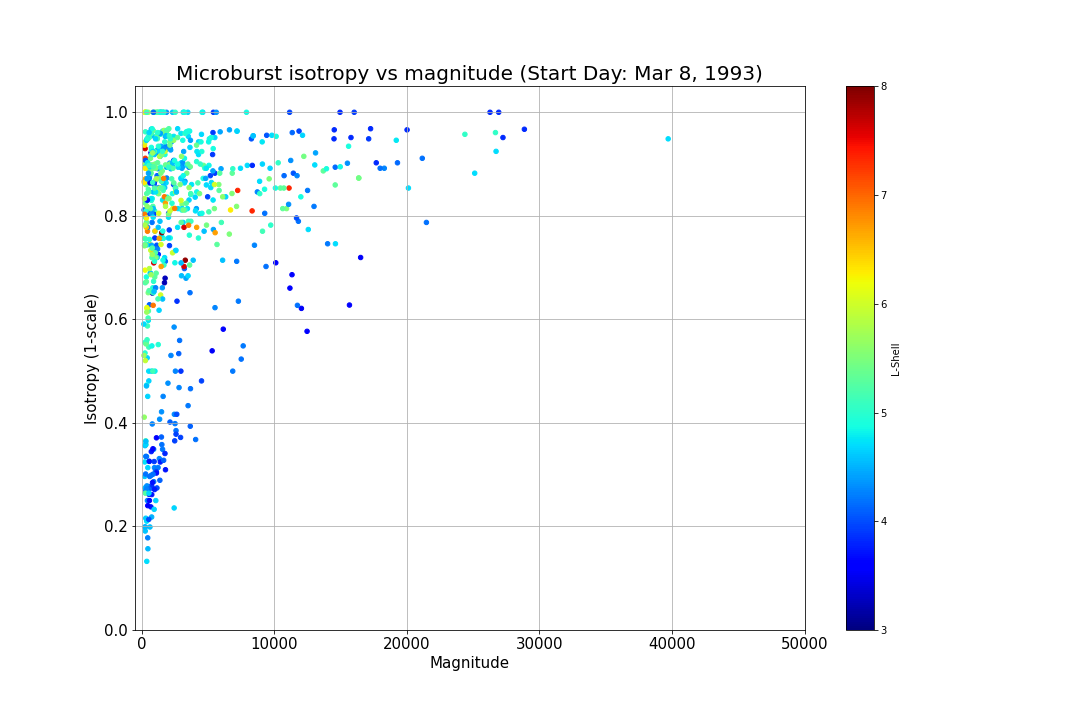 Microburst isotropy vs magnitude (Start Day: Mar 8, 1993)
Isotropy (1-scale)
1.0
0.8
0.6
0.4
0.2
0.0
0 10000 20000 30000 40000 50000
Magnitude
8
7
6
5
4
3
L-Shell